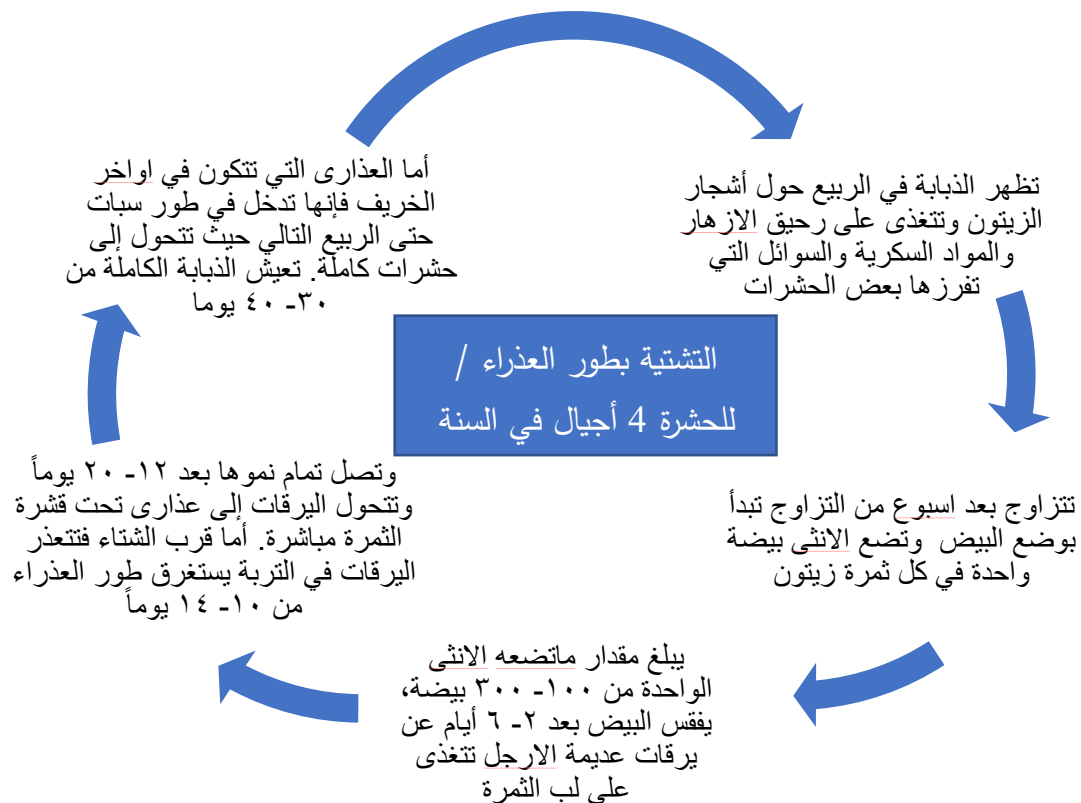 تظهر الذبابة في الربيع حول أشجار
الزيتون وتتغذى على رحيق الازهار
والمواد السكرية والسوائل التي
تفرزها بعض الحشرات
تتزاوج بعد اسبوع من التزاوج تبدأ
بوضع البيض وتضع الانثى بيضة
واحدة في كل ثمرة زيتون
يبلغ مقدار ماتضعه الانثى
الواحدة من ١٠٠- ٣٠٠ بيضة،
يفقس البيض بعد ٢- ٦ أيام عن
يرقات عديمة الارجل تتغذى
على لب الثمرة
وتصل تمام نموها بعد ١٢- ٢٠ يوماً
وتتحول اليرقات إلى عذارى تحت قشرة
الثمرة مباشرة. أما قرب الشتاء فتتعذر
اليرقات في التربة يستغرق طور العذراء
من ١٠- ١٤ يوماً
أما العذارى التي تتكون في اواخر
الخريف فإنها تدخل في طور سبات
حتى الربيع التالي حيث تتحول إلى
حشرات كاملة. تعيش الذبابة الكاملة من
٣٠- ٤٠ يوما
التشتية بطور العذراء /
للحشرة 4 أجيال في السنة